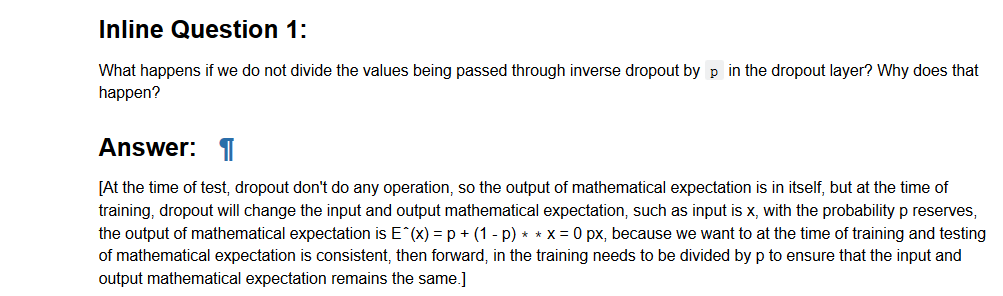 Inline Question 1:
What happens if we do not divide the values being passed through inverse dropout by p in the dropout layer? Why does that
happen?
Answer: ¶
[At the time of test, dropout don't do any operation, so the output of mathematical expectation is in itself, but at the time of
training, dropout will change the input and output mathematical expectation, such as input is x, with the probability p reserves,
the output of mathematical expectation is Eˆ(x) = p + (1 - p) * * x = 0 px, because we want to at the time of training and testing
of mathematical expectation is consistent, then forward, in the training needs to be divided by p to ensure that the input and
output mathematical expectation remains the same.]